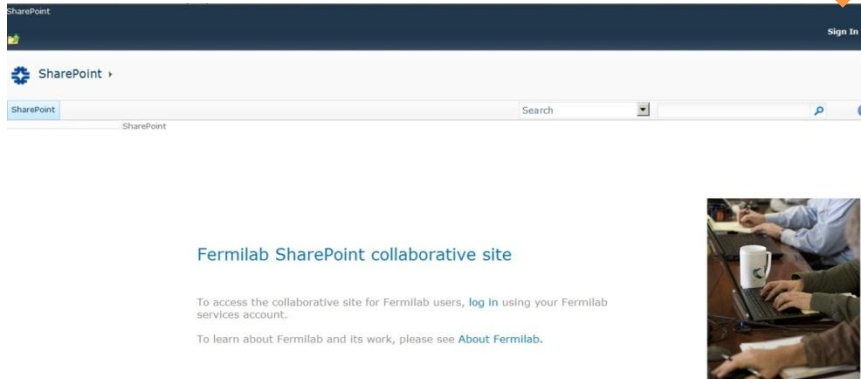 SharePoint
Sign In
SharePoint
SharePoint
Search
SharePoint
Fermilab SharePoint collaborative site
To access the collaborative site for Fermilab users, log in using your Fermilab
services account.
To learn about Fermilab and its work, please see About Fermilab.